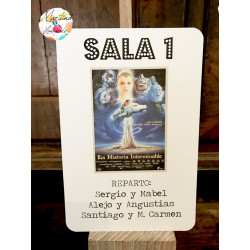 SALA 1
La Historia Interminable
REPARTO:
Sergio y Mabel
Alejo y Angustias
Santiago y M. Carmen